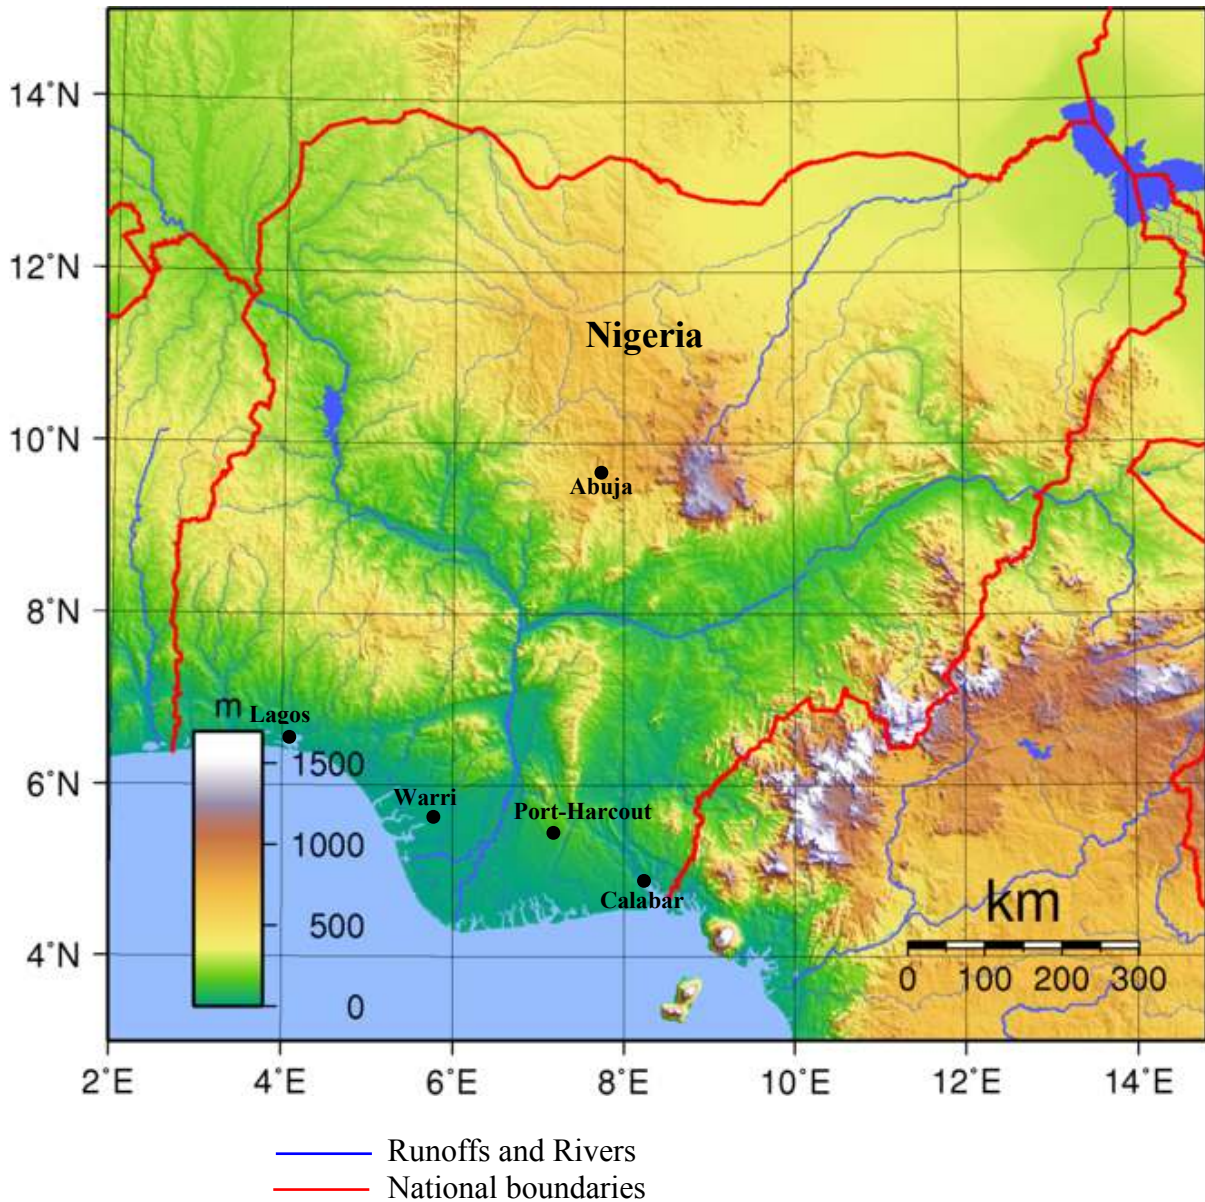 14°N
12°N
Nigeria
10°N
Abuja
8°N
m
Lagos
1500
6°N
Warri
Port-Harcout
1000
Calabar
km
500
4°N
0
0 100 200 300
2°E 4°E 6°E 8°E 10°E 12°E 14°E
Runoffs and Rivers
National boundaries